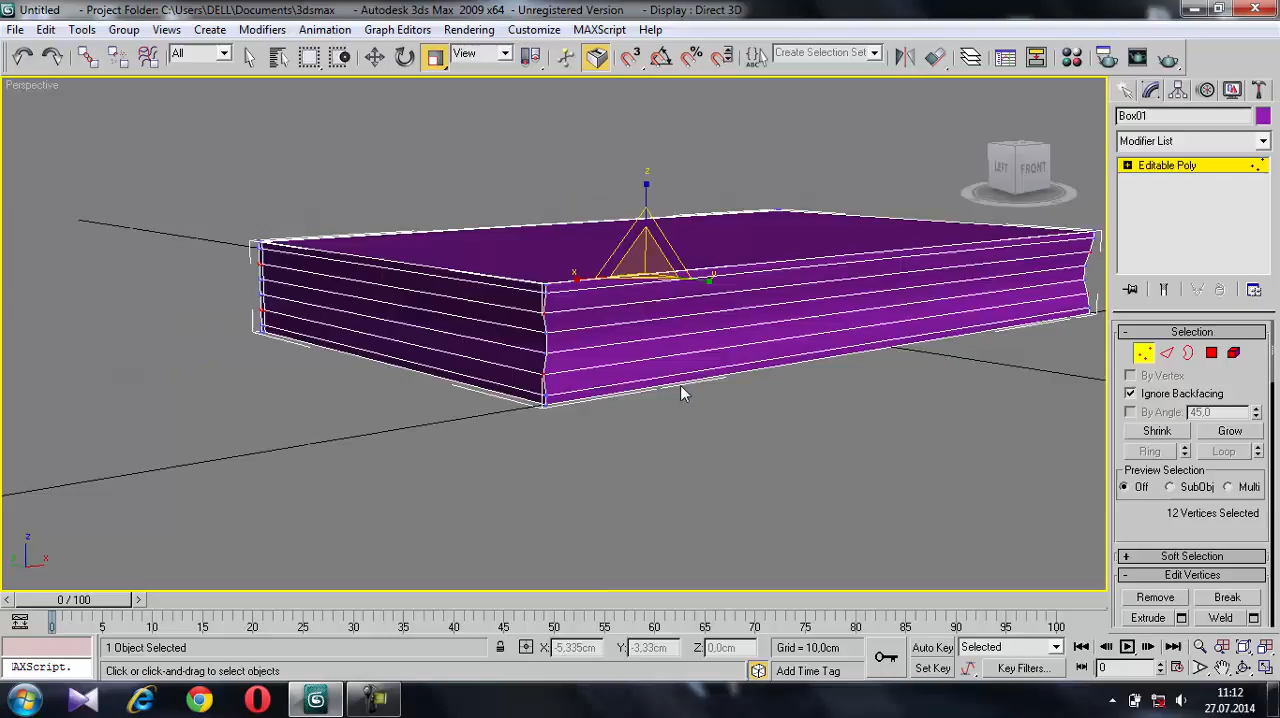 Untitled - Project Folder: C:\Users\DELL\Documents\3dsmax - Autodesk 3ds Max 2009 x64 - Unregistered Version - Display : Direct 3D
File Edit Tools Group Views Create Modifiers Animation Graph Editors Rendering Customize MAXScript Help
All View 3 % ABC Create Selection Set
Perspective
LEFT FRONT
z
x
y
z
x
Box01
Modifier List
Editable Poly
Selection
By Vertex
Ignore Backfacing
By Angle: 45,0
Shrink Grow
Ring Loop
Preview Selection
Off SubObj Multi
12 Vertices Selected
Soft Selection
Edit Vertices
Remove Break
Extrude Weld
< 0 / 100 >
0 5 10 15 20 25 30 35 40 45 50 55 60 65 70 75 80 85 90 95 100
1 Object Selected X: -5,335cm Y: -3,33cm Z: 0,0cm Grid = 10,0cm Auto Key Selected
AXScript. Click or click-and-drag to select objects Add Time Tag Set Key Key Filters... 0
11:12
27.07.2014